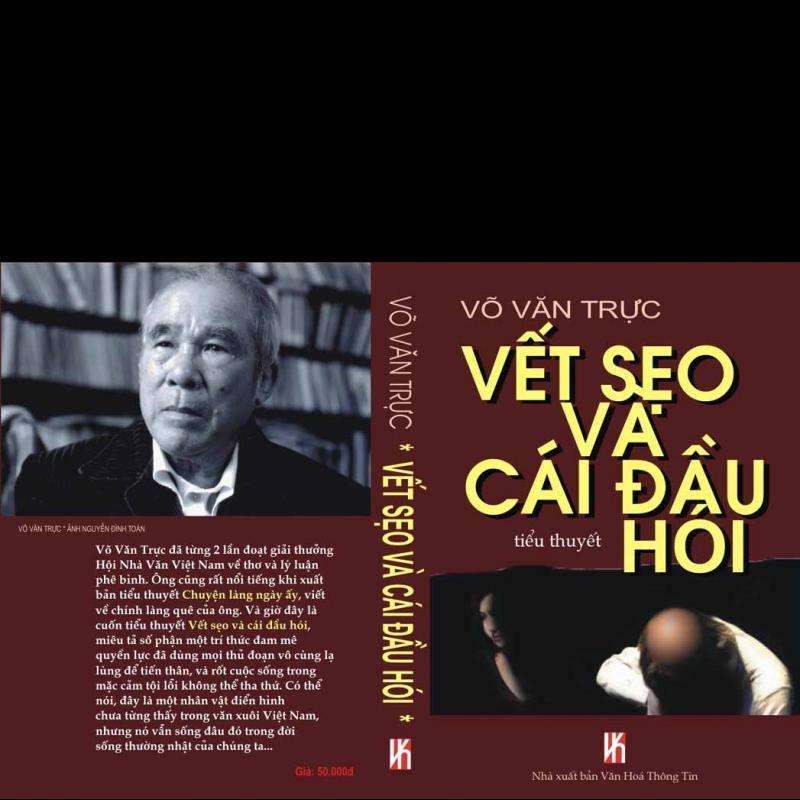 VÕ VĂN TRỰC * ẢNH NGUYỄN ĐÌNH TOÁN
Võ Văn Trực đã từng 2 lần đoạt giải thưởng
Hội Nhà Văn Việt Nam về thơ và lý luận
phê bình. Ông cũng rất nổi tiếng khi xuất
bản tiểu thuyết Chuyện làng ngày ấy, viết
về chính làng quê của ông. Và giờ đây là
cuốn tiểu thuyết Vết sẹo và cái đầu hói,
miêu tả số phận một trí thức đam mê
quyền lực đã dùng mọi thủ đoạn vô cùng lạ
lùng để tiến thân, và rốt cuộc sống trong
mặc cảm tội lỗi không thể tha thứ. Có thể
nói, đây là một nhân vật điển hình
chưa từng thấy trong văn xuôi Việt Nam,
nhưng nó vẫn sống đâu đó trong đời
sống thường nhật của chúng ta...
Giá: 50.000đ
VÕ VĂN TRỰC * VẾT SẸO VÀ CÁI ĐẦU HÓI *
VÕ VĂN TRỰC
VẾT SẸO
VÀ
CÁI ĐẦU
HÓI
tiểu thuyết
Nhà xuất bản Văn Hoá Thông Tin